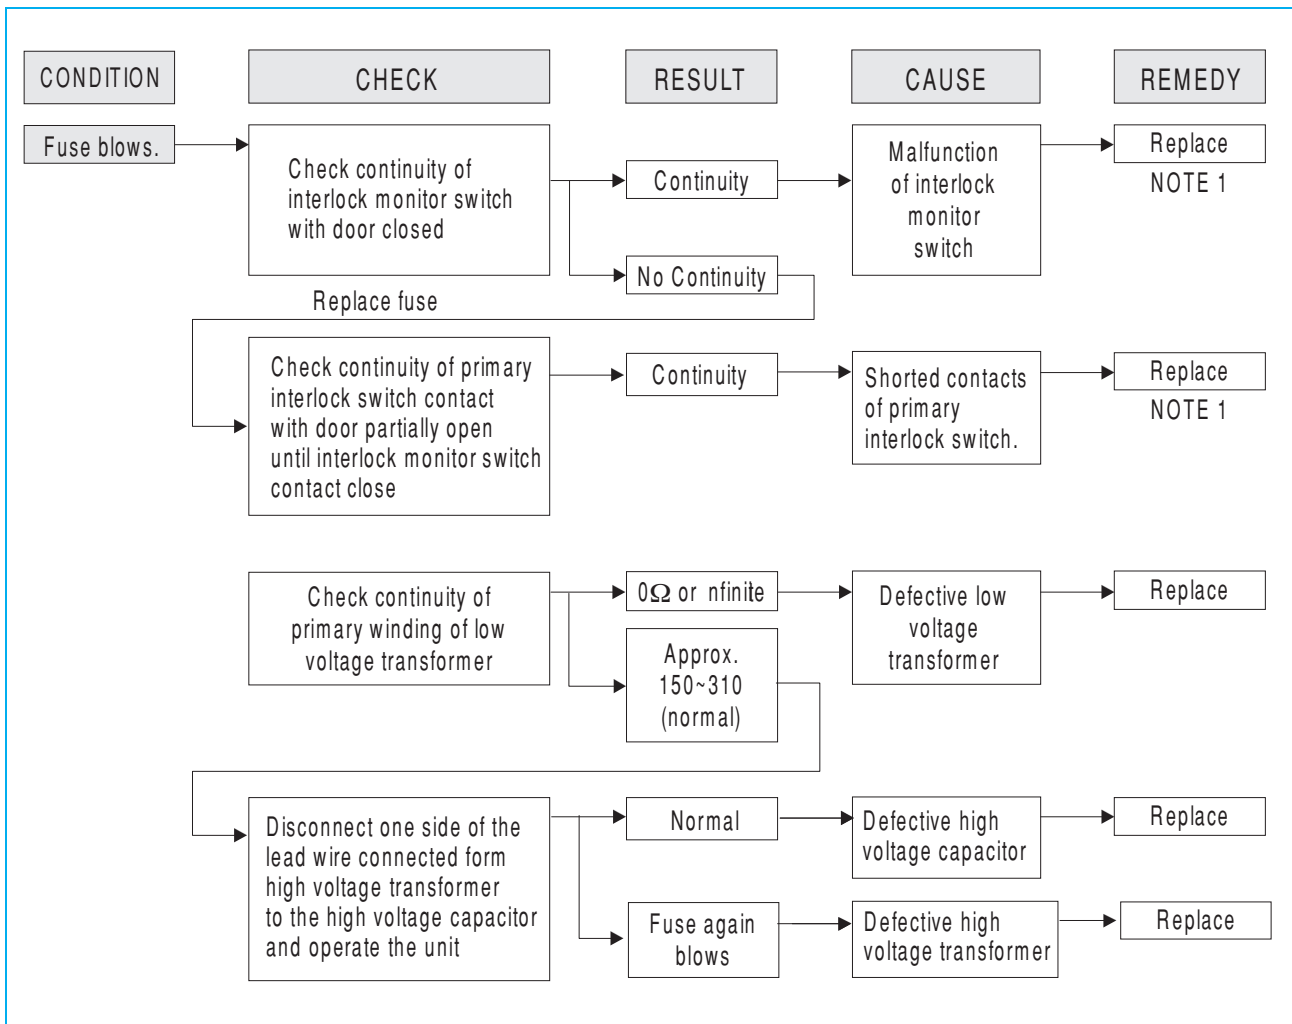 CONDITION
CHECK
RESULT
CAUSE
REMEDY
Fuse blows.
Check continuity of
interlock monitor switch
with door closed
Continuity
Malfunction
of interlock
monitor
switch
Replace
NOTE 1
No Continuity
Replace fuse
Check continuity of primary
interlock switch contact
with door partially open
until interlock monitor switch
contact close
Continuity
Shorted contacts
of primary
interlock switch.
Replace
NOTE 1
Check continuity of
primary winding of low
voltage transformer
0Ω or nfinite
Defective low
voltage
transformer
Replace
Approx.
150~310
(normal)
Disconnect one side of the
lead wire connected form
high voltage transformer
to the high voltage capacitor
and operate the unit
Normal
Defective high
voltage capacitor
Replace
Fuse again
blows
Defective high
voltage transformer
Replace